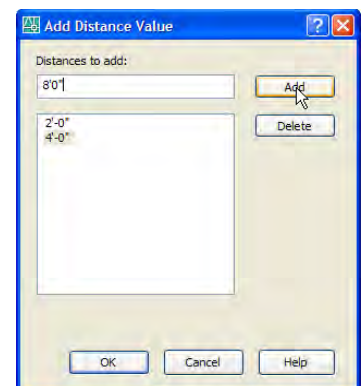 Add Distance Value
Distances to add:
8'0"
Add
2'-0"
4'-0"
Delete
OK Cancel Help